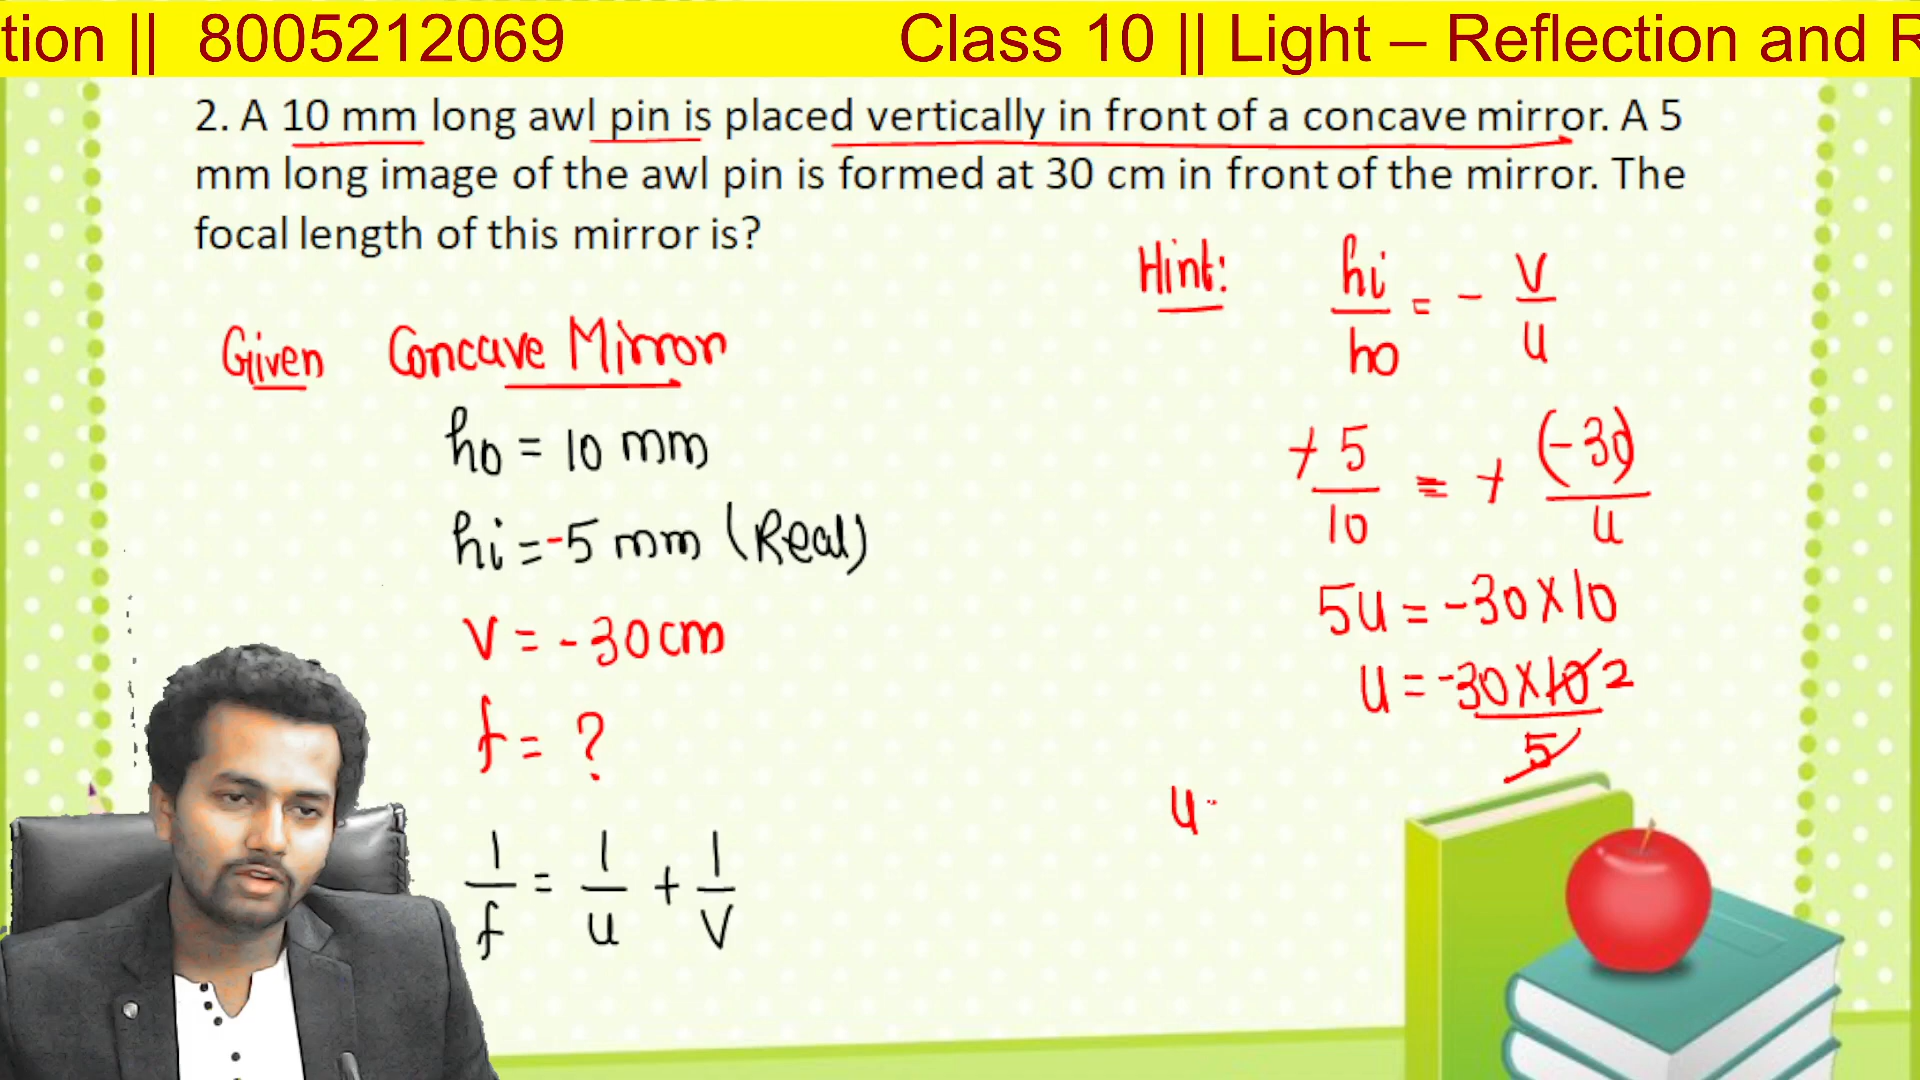 tion || 8005212069 Class 10 || Light – Reflection and R
2. A 10 mm long awl pin is placed vertically in front of a concave mirror. A 5
mm long image of the awl pin is formed at 30 cm in front of the mirror. The
focal length of this mirror is?
Given Concave Mirror
ho = 10 mm
hi = -5 mm (Real)
v = -30 cm
f = ?
1/f = 1/u + 1/v
Hint: hi/ho = - v/u
+ 5/10 = + (-30)/u
5u = -30 X 10
u = -30 X 10 2
5
u